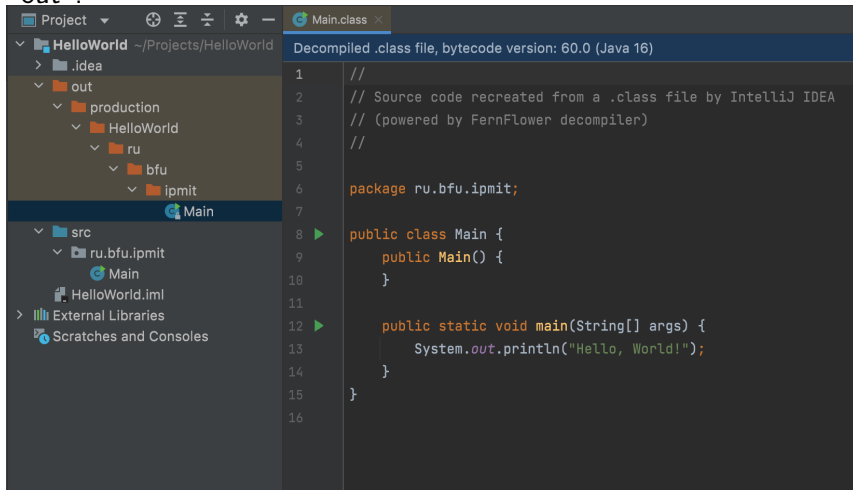 "out".
Project
HelloWorld ~/Projects/HelloWorld
.idea
out
production
HelloWorld
ru
bfu
ipmit
Main
src
ru.bfu.ipmit
Main
HelloWorld.iml
External Libraries
Scratches and Consoles
Main.class
Decompiled .class file, bytecode version: 60.0 (Java 16)
1 //
2 // Source code recreated from a .class file by IntelliJ IDEA
3 // (powered by FernFlower decompiler)
4 //
5
6 package ru.bfu.ipmit;
7
8 public class Main {
9 public Main() {
10 }
11
12 public static void main(String[] args) {
13 System.out.println("Hello, World!");
14 }
15 }
16